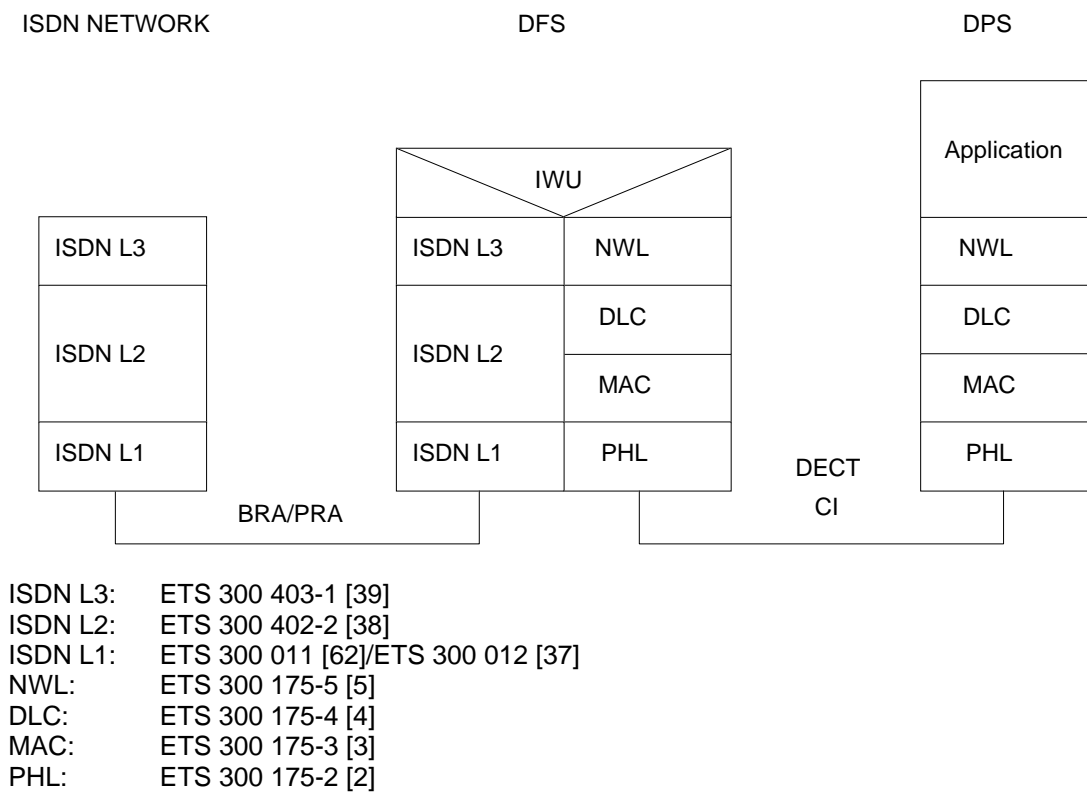 ISDN NETWORK DFS DPS
Application
IWU
ISDN L3 ISDN L3 NWL NWL
DLC DLC
ISDN L2 ISDN L2
MAC MAC
ISDN L1 ISDN L1 PHL PHL
DECT
BRA/PRA CI
ISDN L3: ETS 300 403-1 [39]
ISDN L2: ETS 300 402-2 [38]
ISDN L1: ETS 300 011 [62]/ETS 300 012 [37]
NWL: ETS 300 175-5 [5]
DLC: ETS 300 175-4 [4]
MAC: ETS 300 175-3 [3]
PHL: ETS 300 175-2 [2]